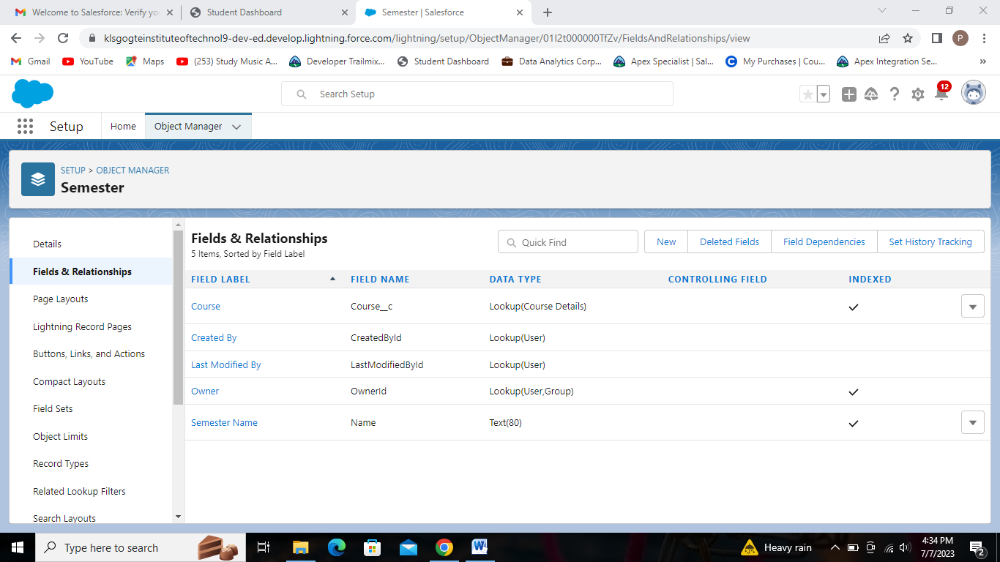 Welcome to Salesforce: Verify yo
Student Dashboard
Semester | Salesforce
klsgogteinstituteoftechnol9-dev-ed.develop.lightning.force.com/lightning/setup/ObjectManager/01I2t000000TfZv/FieldsAndRelationships/view
P
Gmail
YouTube
Maps
(253) Study Music A...
Developer Trailmix...
Student Dashboard
Data Analytics Corp...
Apex Specialist | Sal...
My Purchases | Cou...
Apex Integration Se...
»
Search Setup
12
Setup
Home
Object Manager
SETUP > OBJECT MANAGER
Semester
Details
Fields & Relationships
Page Layouts
Lightning Record Pages
Buttons, Links, and Actions
Compact Layouts
Field Sets
Object Limits
Record Types
Related Lookup Filters
Search Layouts
Fields & Relationships
5 Items, Sorted by Field Label
Quick Find
New
Deleted Fields
Field Dependencies
Set History Tracking
FIELD LABEL FIELD NAME DATA TYPE CONTROLLING FIELD INDEXED
Course Course__c Lookup(Course Details)
Created By CreatedById Lookup(User)
Last Modified By LastModifiedById Lookup(User)
Owner OwnerId Lookup(User,Group)
Semester Name Name Text(80)
Type here to search
Heavy rain
4:34 PM
7/7/2023
2